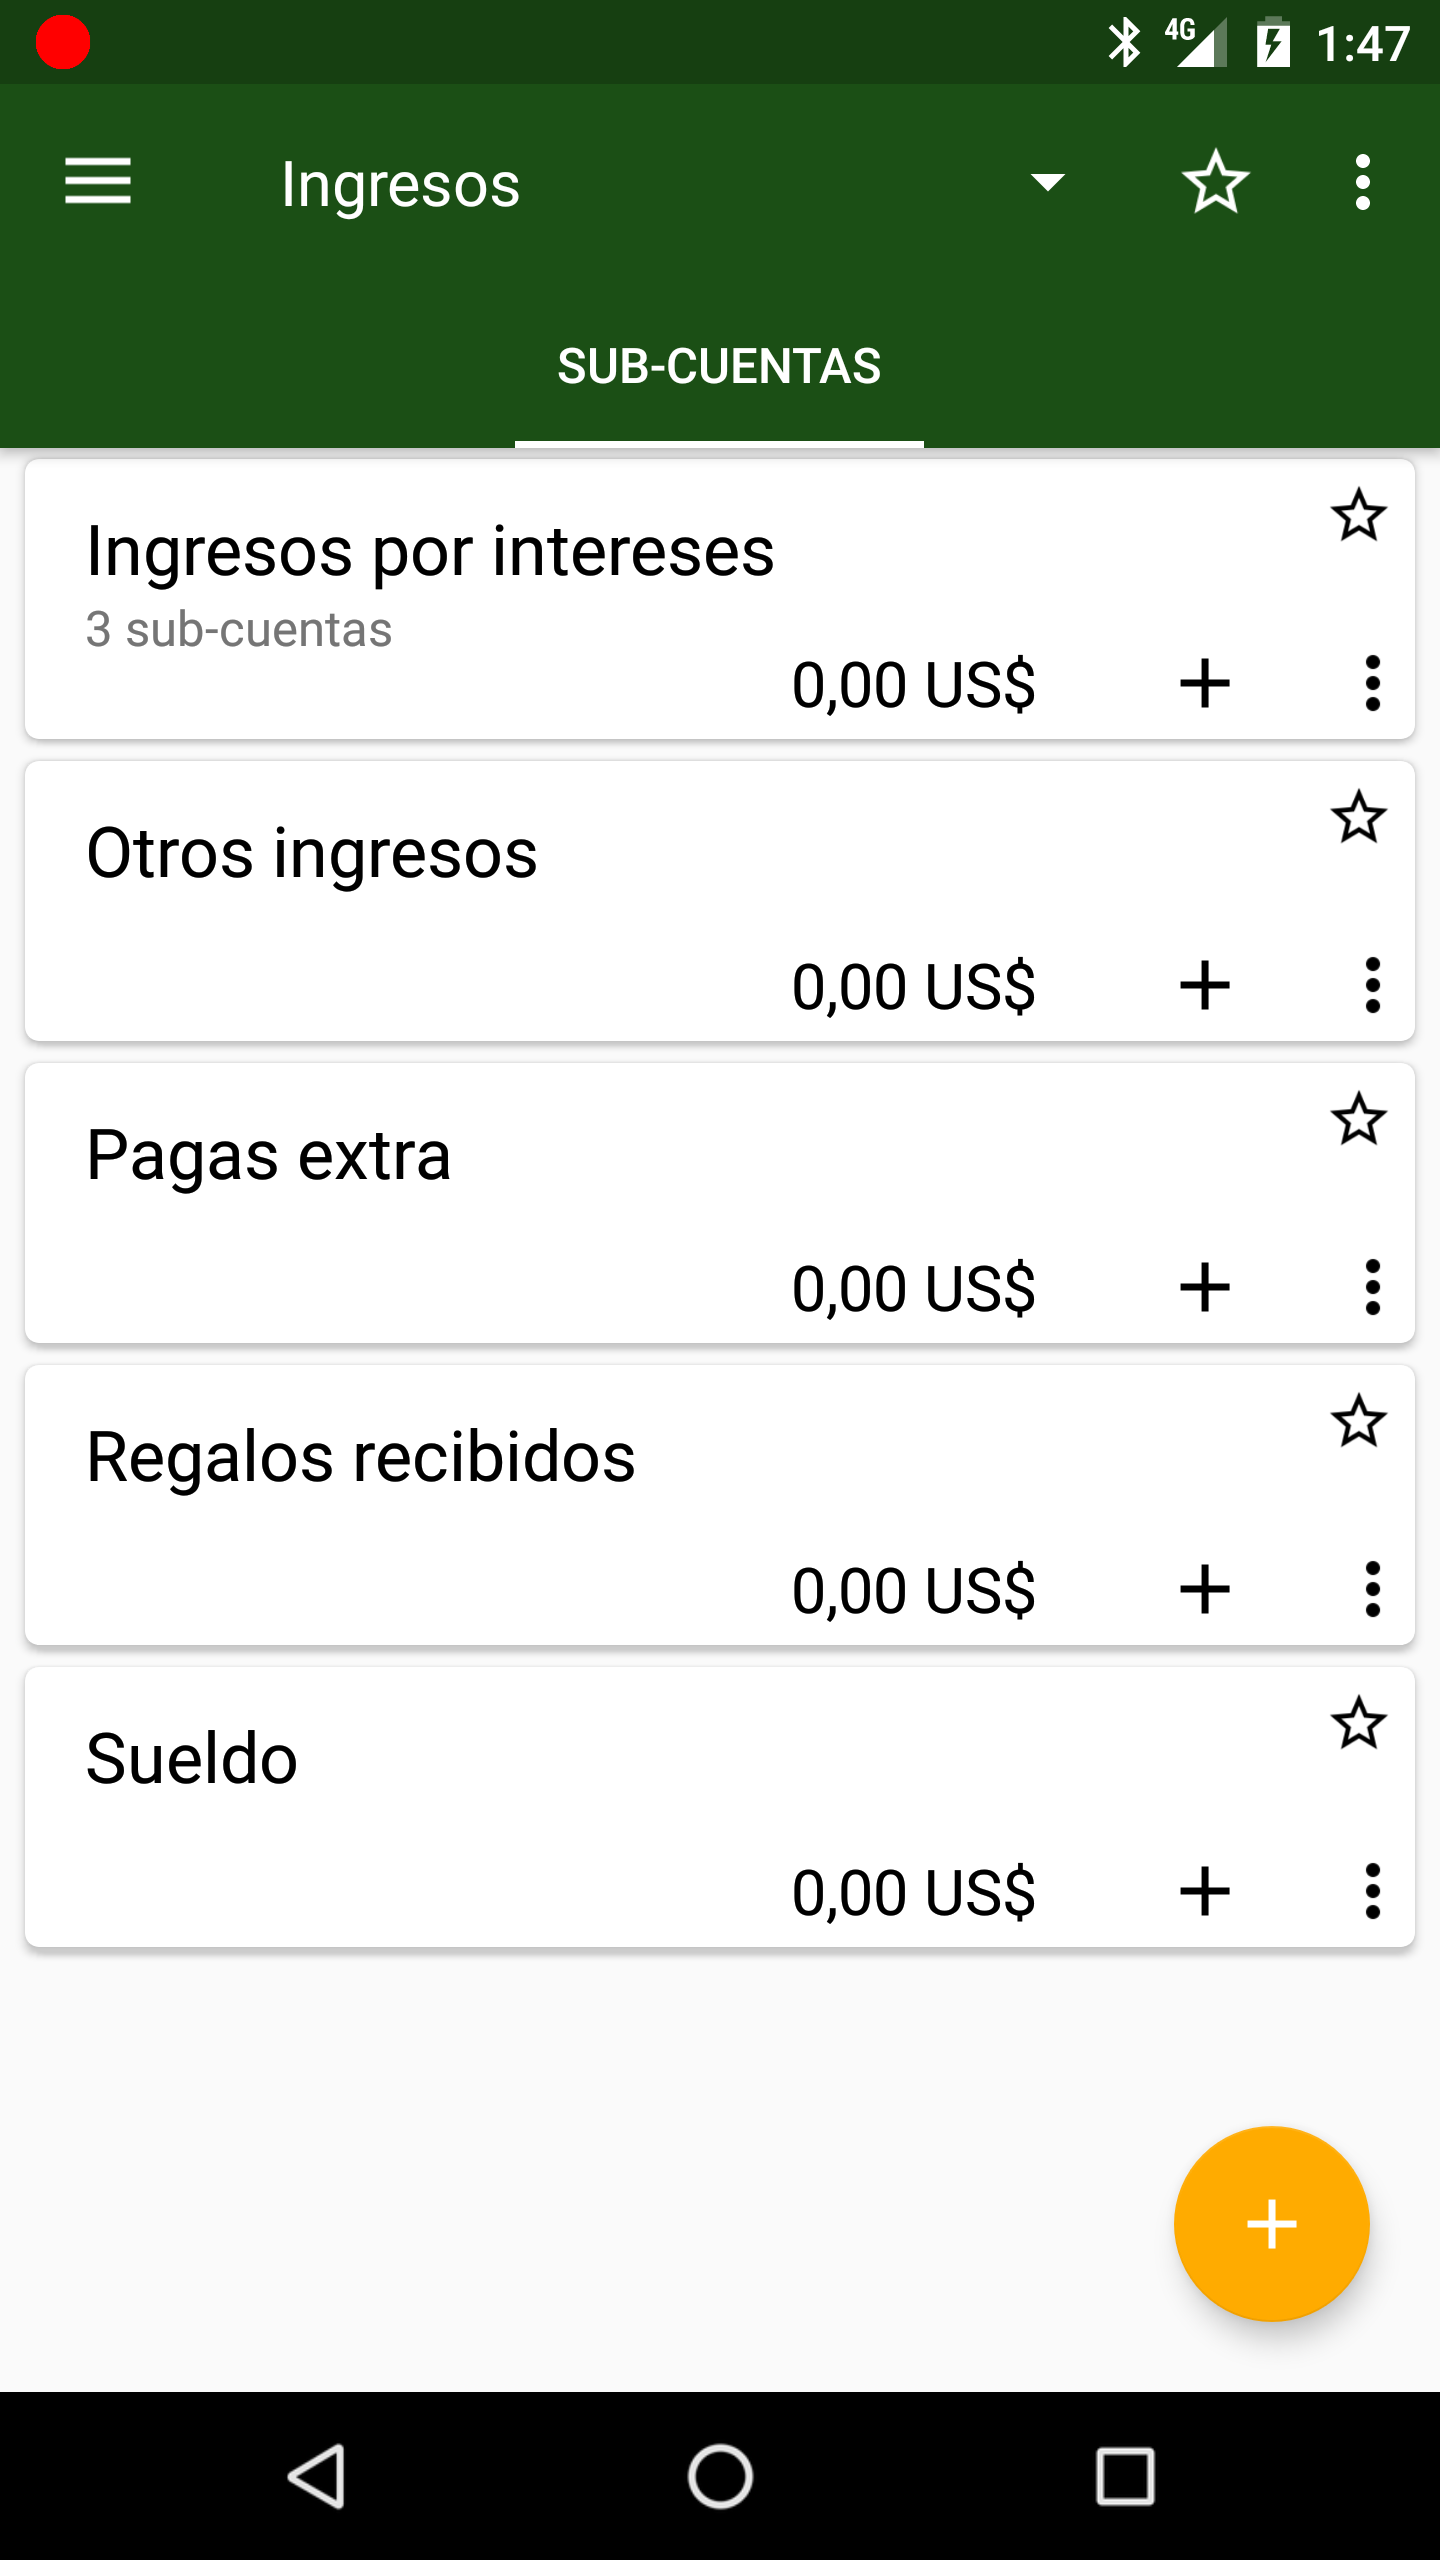 4G 1:47
Ingresos
SUB-CUENTAS
Ingresos por intereses
3 sub-cuentas
0,00 US$
Otros ingresos
0,00 US$
Pagas extra
0,00 US$
Regalos recibidos
0,00 US$
Sueldo
0,00 US$